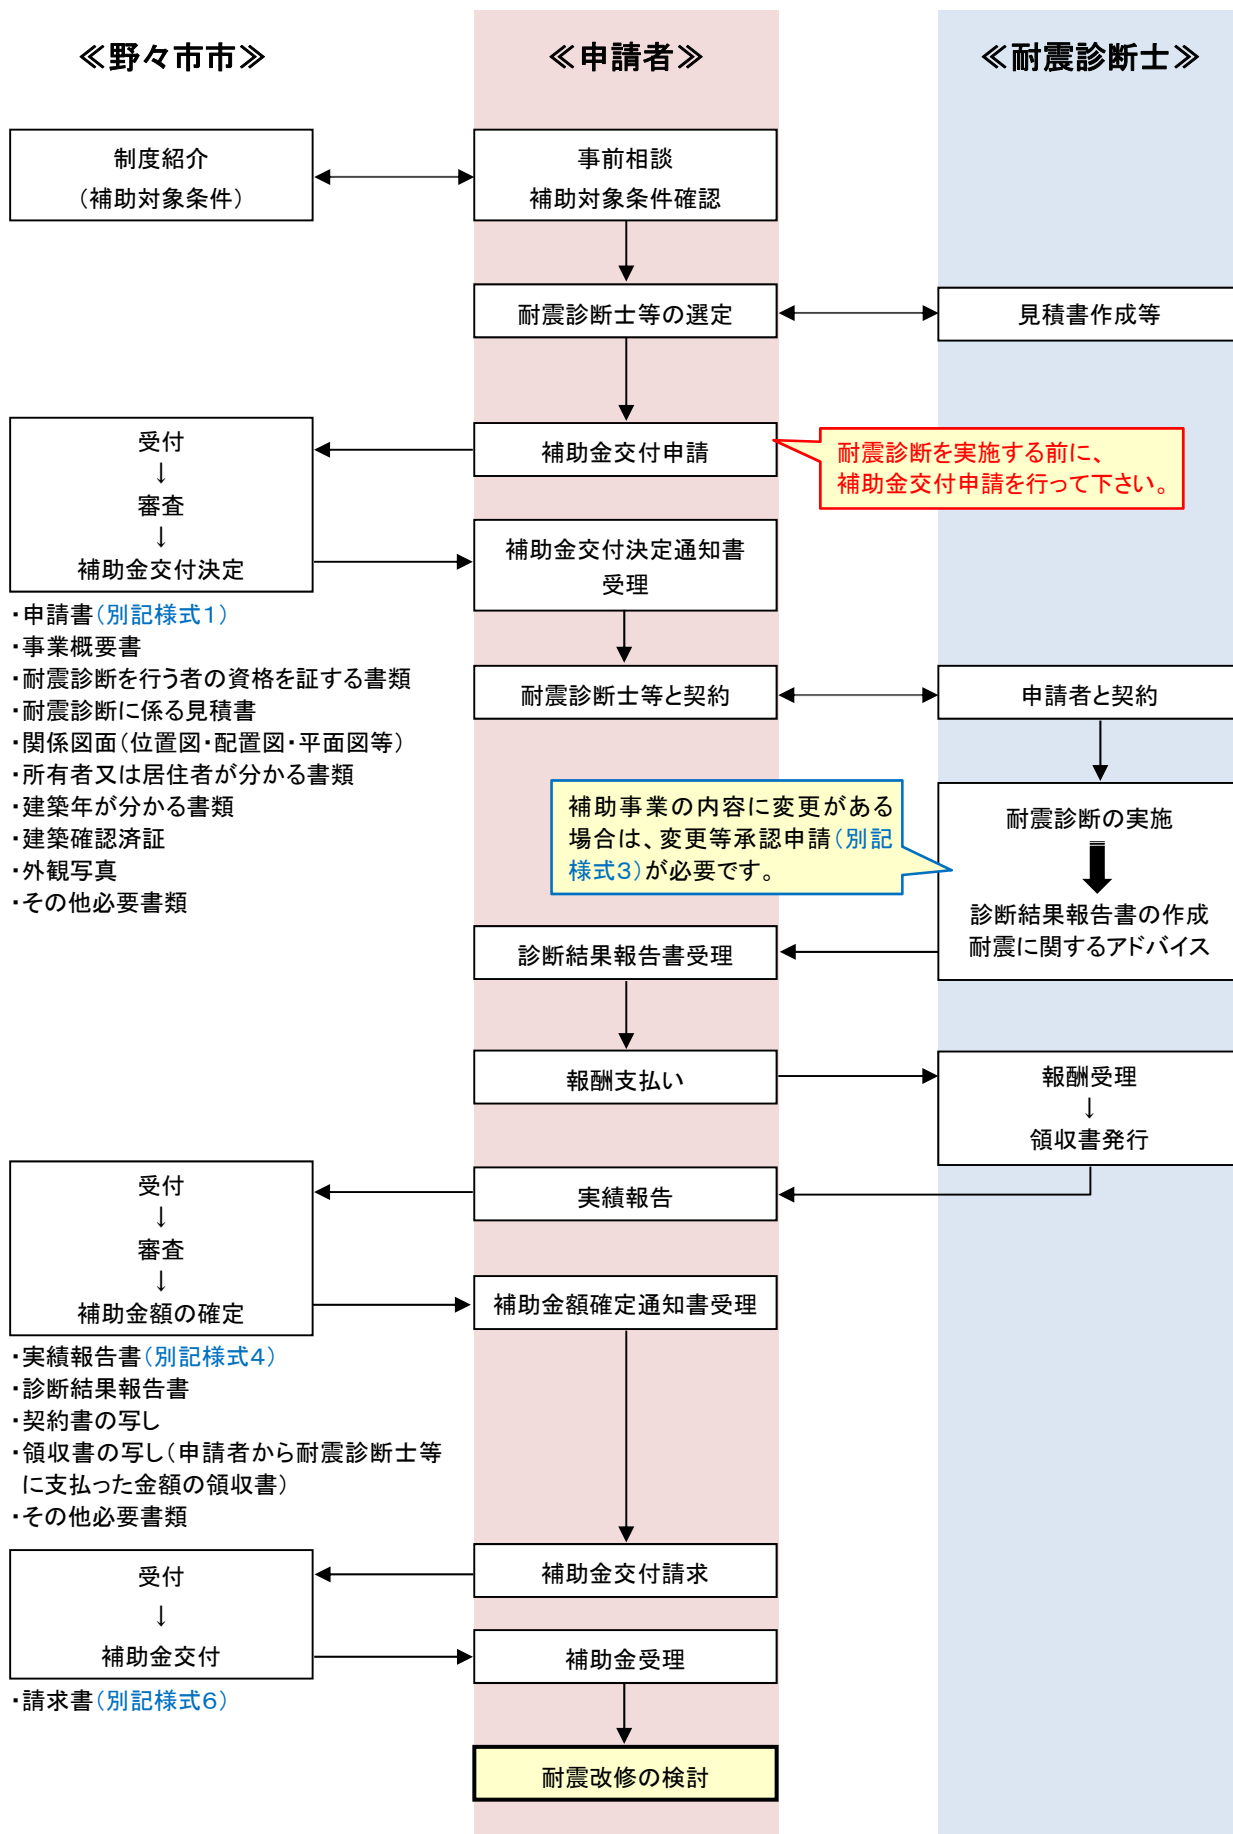 ≪野々市市≫
≪申請者≫
≪耐震診断士≫
制度紹介
（補助対象条件）
事前相談
補助対象条件確認
耐震診断士等の選定
見積書作成等
受付
↓
審査
↓
補助金交付決定
補助金交付申請
耐震診断を実施する前に、
補助金交付申請を行って下さい。
補助金交付決定通知書
受理
・申請書（別記様式１）
・事業概要書
・耐震診断を行う者の資格を証する書類
・耐震診断に係る見積書
・関係図面（位置図・配置図・平面図等）
・所有者又は居住者が分かる書類
・建築年が分かる書類
・建築確認済証
・外観写真
・その他必要書類
耐震診断士等と契約
申請者と契約
補助事業の内容に変更がある
場合は、変更等承認申請（別記
様式３）が必要です。
耐震診断の実施
診断結果報告書の作成
耐震に関するアドバイス
診断結果報告書受理
報酬支払い
報酬受理
↓
領収書発行
受付
↓
審査
↓
補助金額の確定
実績報告
補助金額確定通知書受理
・実績報告書（別記様式４）
・診断結果報告書
・契約書の写し
・領収書の写し（申請者から耐震診断士等
に支払った金額の領収書）
・その他必要書類
受付
↓
補助金交付
補助金交付請求
補助金受理
・請求書（別記様式６）
耐震改修の検討